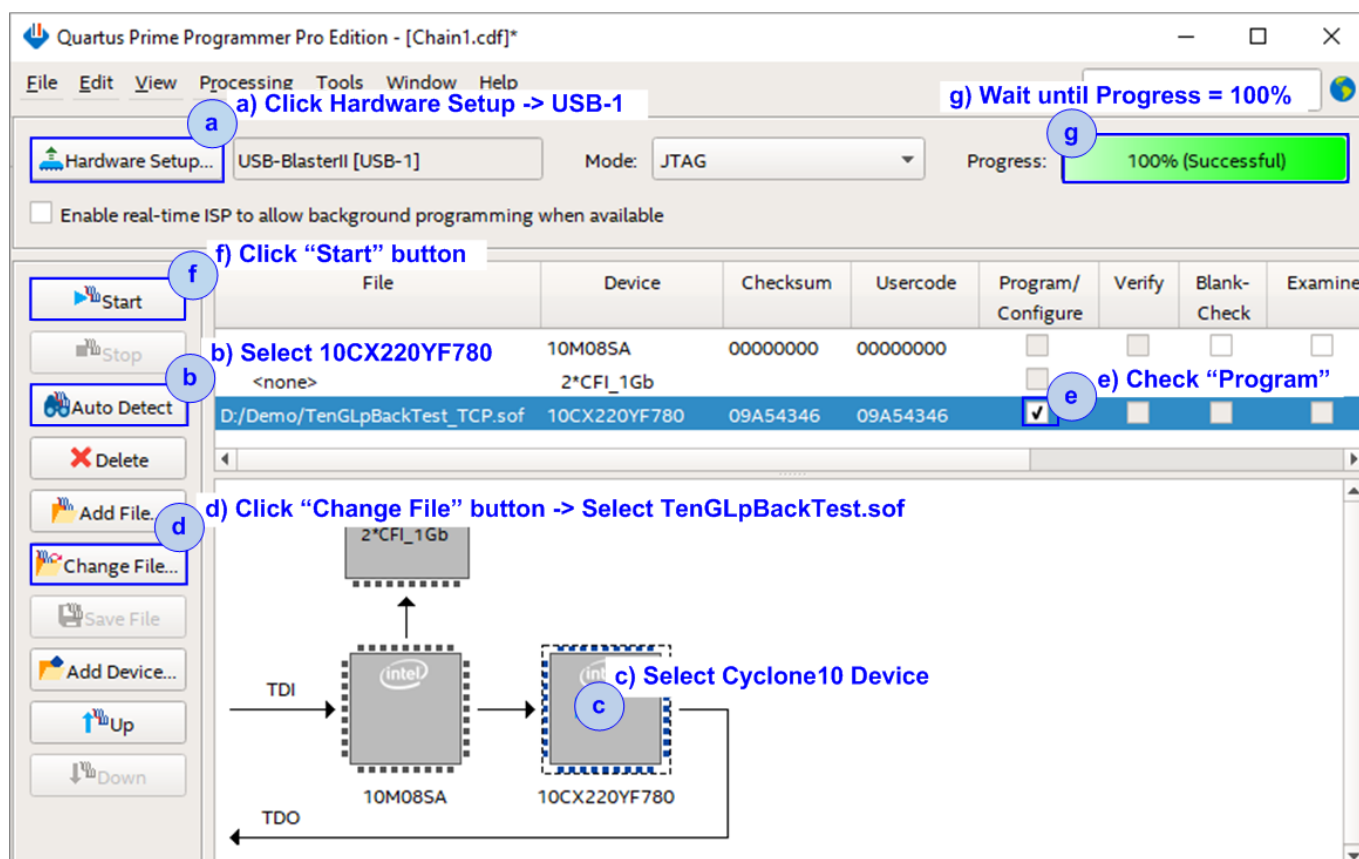 Quartus Prime Programmer Pro Edition - [Chain1.cdf]*
File Edit View Processing Tools Window Help
a) Click Hardware Setup -> USB-1
g) Wait until Progress = 100%
a
g
Hardware Setup...
USB-BlasterII [USB-1]
Mode:
JTAG
Progress:
100% (Successful)
Enable real-time ISP to allow background programming when available
f) Click “Start” button
f
Start
Stop
b
Auto Detect
Delete
Add File...
d
Change File...
Save File
Add Device...
Up
Down
File Device Checksum Usercode Program/ Configure Verify Blank- Check Examine
b) Select 10CX220YF780
10M08SA 00000000 00000000
<none> 2*CFI_1Gb
e) Check “Program”
e
D:/Demo/TenGLpBackTest_TCP.sof 10CX220YF780 09A54346 09A54346
d) Click “Change File” button -> Select TenGLpBackTest.sof
2*CFI_1Gb
c) Select Cyclone10 Device
c
TDI
intel
10M08SA
10CX220YF780
TDO